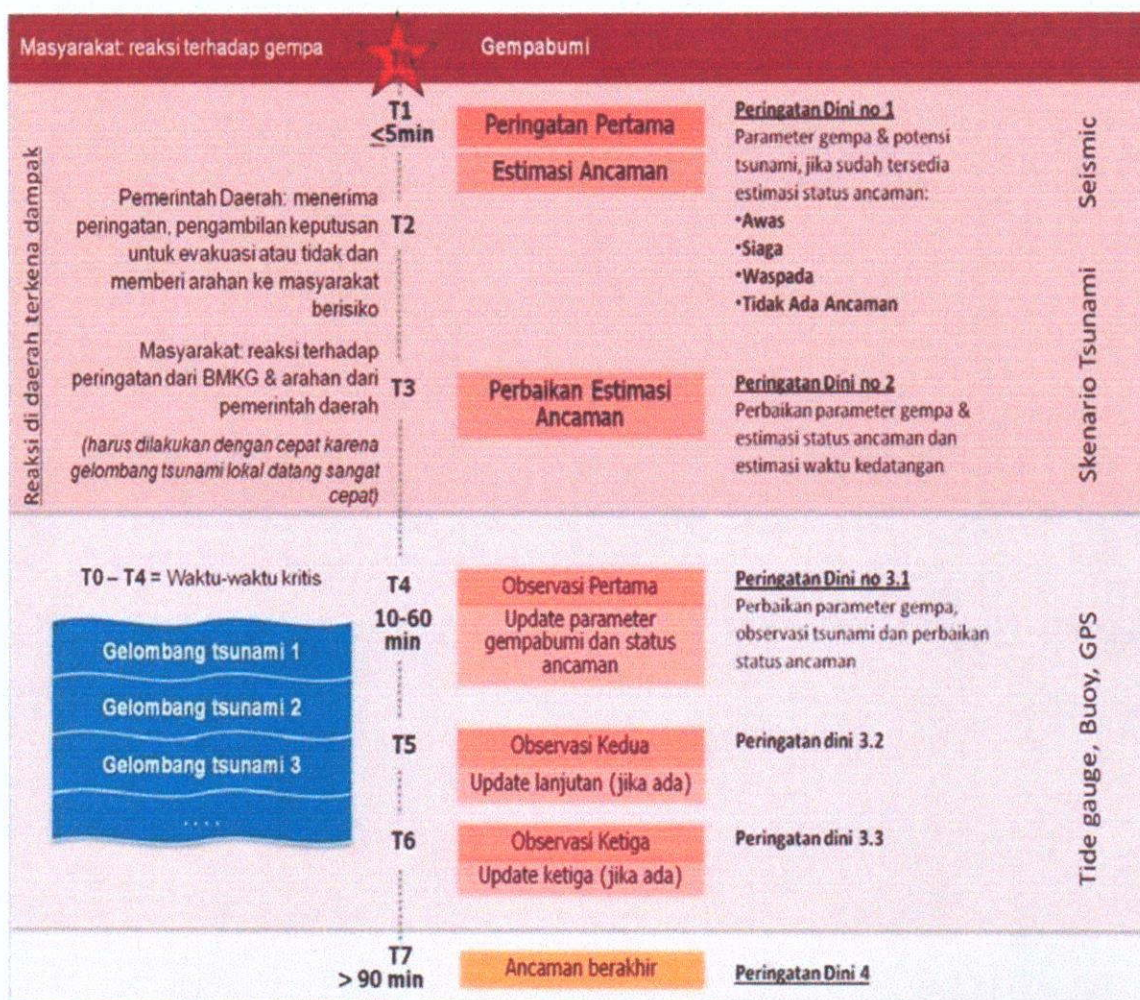 Masyarakat: reaksi terhadap gempa
Gempabumi
Reaksi di daerah terkena dampak
T1
≤5min
Peringatan Pertama
Estimasi Ancaman
Peringatan Dini no 1
Parameter gempa & potensi
tsunami, jika sudah tersedia
estimasi status ancaman:
•Awas
•Siaga
•Waspada
•Tidak Ada Ancaman
Seismic
Pemerintah Daerah: menerima
peringatan, pengambilan keputusan
untuk evakuasi atau tidak dan
memberi arahan ke masyarakat
berisiko
T2
Masyarakat: reaksi terhadap
peringatan dari BMKG & arahan dari
pemerintah daerah
(harus dilakukan dengan cepat karena
gelombang tsunami lokal datang sangat
cepat)
T3
Perbaikan Estimasi
Ancaman
Peringatan Dini no 2
Perbaikan parameter gempa &
estimasi status ancaman dan
estimasi waktu kedatangan
Skenario Tsunami
T0 – T4 = Waktu-waktu kritis
Gelombang tsunami 1
Gelombang tsunami 2
Gelombang tsunami 3
....
T4
10-60
min
Observasi Pertama
Update parameter
gempabumi dan status
ancaman
Peringatan Dini no 3.1
Perbaikan parameter gempa,
observasi tsunami dan perbaikan
status ancaman
T5
Observasi Kedua
Update lanjutan (jika ada)
Peringatan dini 3.2
T6
Observasi Ketiga
Update ketiga (jika ada)
Peringatan dini 3.3
Tide gauge, Buoy, GPS
T7
> 90 min
Ancaman berakhir
Peringatan Dini 4